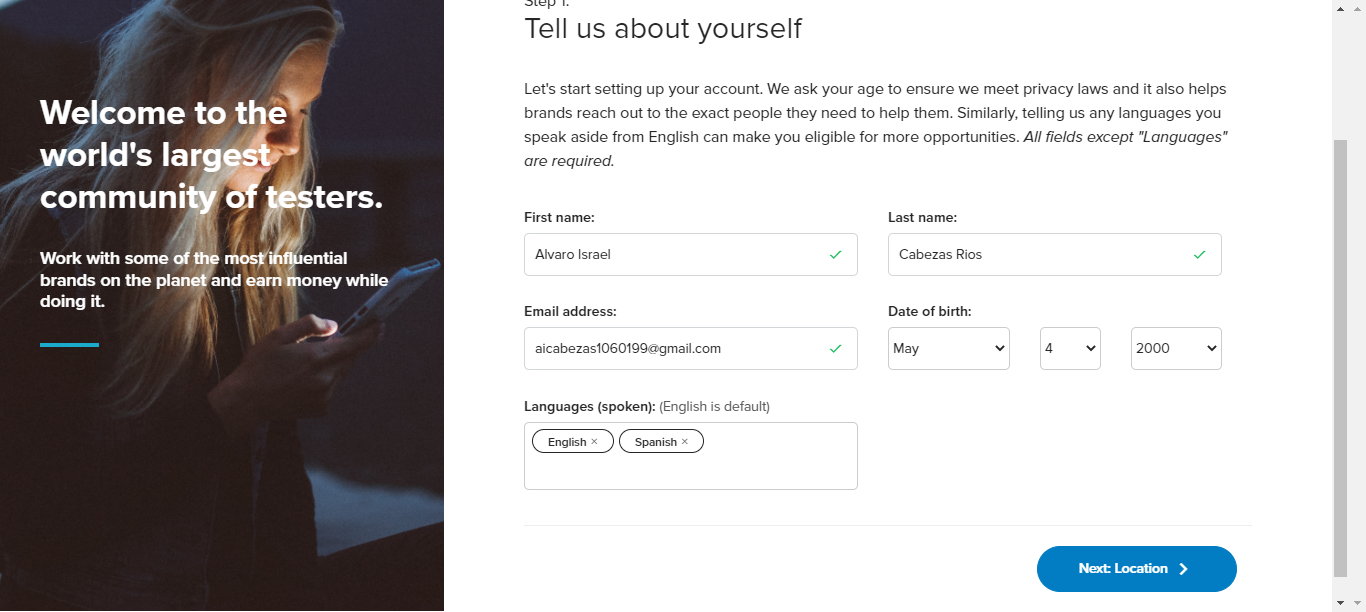 Welcome to the
world's largest
community of testers.
Work with some of the most influential
brands on the planet and earn money while
doing it.
Step 1.
Tell us about yourself
Let's start setting up your account. We ask your age to ensure we meet privacy laws and it also helps
brands reach out to the exact people they need to help them. Similarly, telling us any languages you
speak aside from English can make you eligible for more opportunities. All fields except "Languages"
are required.
First name:
Last name:
Alvaro Israel
Cabezas Rios
Email address:
Date of birth:
aicabezas1060199@gmail.com
May
4
2000
Languages (spoken): (English is default)
English ×
Spanish ×
Next: Location